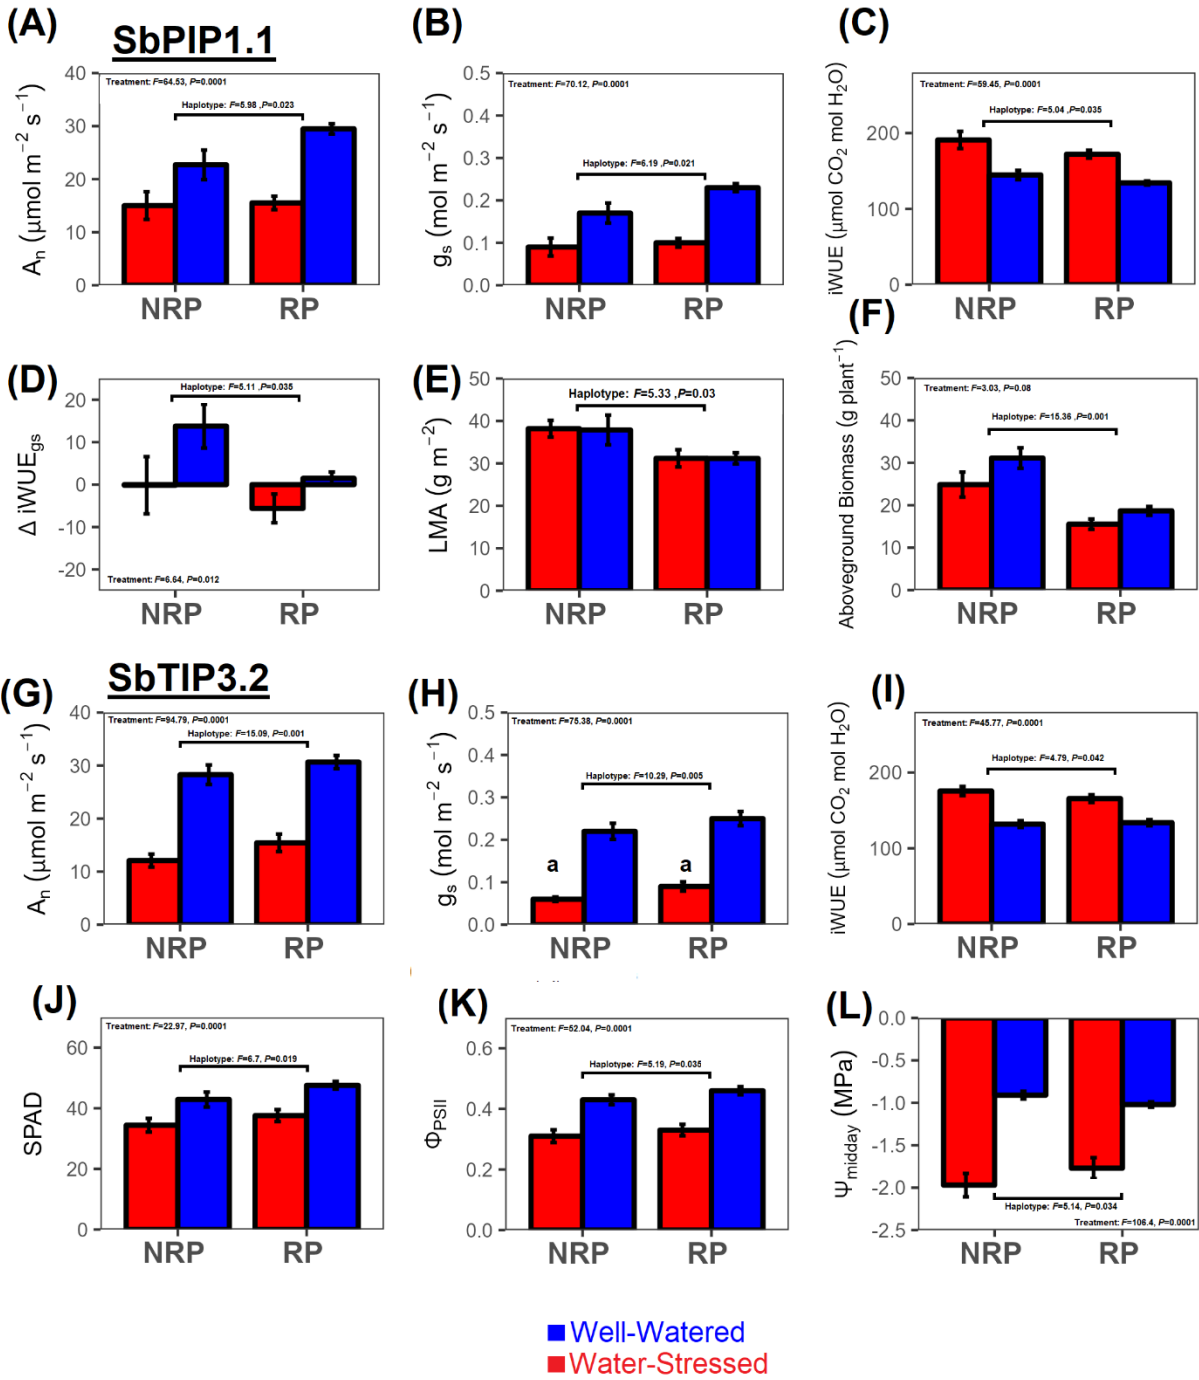 (A) SbPIP1.1
Treatment: F=64.53, P=0.0001
Haplotype: F=5.98 ,P=0.023
Aₙ (μmol m⁻² s⁻¹)
40
30
20
10
0
NRP RP
(B)
Treatment: F=70.12, P=0.0001
Haplotype: F=6.19 ,P=0.021
gₛ (mol m⁻² s⁻¹)
0.5
0.4
0.3
0.2
0.1
0.0
NRP RP
(C)
Treatment: F=59.45, P=0.0001
Haplotype: F=5.04 ,P=0.035
iWUE (μmol CO₂ mol H₂O)
200
100
0
NRP RP
(D)
Haplotype: F=5.11 ,P=0.035
Δ iWUEgs
20
10
0
-10
-20
Treatment: F=6.64, P=0.012
NRP RP
(E)
Haplotype: F=5.33 ,P=0.03
LMA (g m⁻²)
50
40
30
20
10
0
NRP RP
(F)
Treatment: F=3.03, P=0.08
Haplotype: F=15.36, P=0.001
Aboveground Biomass (g plant⁻¹)
50
40
30
20
10
0
NRP RP
SbTIP3.2
(G)
Treatment: F=94.79, P=0.0001
Haplotype: F=15.09, P=0.001
Aₙ (μmol m⁻² s⁻¹)
40
30
20
10
0
NRP RP
(H)
Treatment: F=75.38, P=0.0001
Haplotype: F=10.29, P=0.005
gₛ (mol m⁻² s⁻¹)
0.5
0.4
0.3
0.2
0.1
0.0
a a
NRP RP
(I)
Treatment: F=45.77, P=0.0001
Haplotype: F=4.79, P=0.042
iWUE (μmol CO₂ mol H₂O)
200
100
0
NRP RP
(J)
Treatment: F=22.97, P=0.0001
Haplotype: F=6.7, P=0.019
SPAD
60
40
20
0
NRP RP
(K)
Treatment: F=52.04, P=0.0001
Haplotype: F=5.19, P=0.035
ΦPSII
0.6
0.4
0.2
0.0
NRP RP
(L)
Ψmidday (MPa)
0.0
-0.5
-1.0
-1.5
-2.0
-2.5
Haplotype: F=5.14, P=0.034
Treatment: F=106.4, P=0.0001
NRP RP
Well-Watered
Water-Stressed